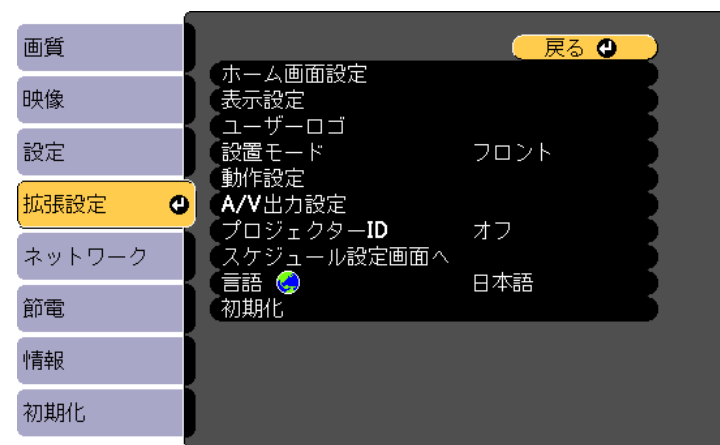 画質
映像
設定
拡張設定
ネットワーク
節電
情報
初期化
戻る
ホーム画面設定
表示設定
ユーザーロゴ
設置モード フロント
動作設定
A/V出力設定
プロジェクターID オフ
スケジュール設定画面へ
言語 日本語
初期化